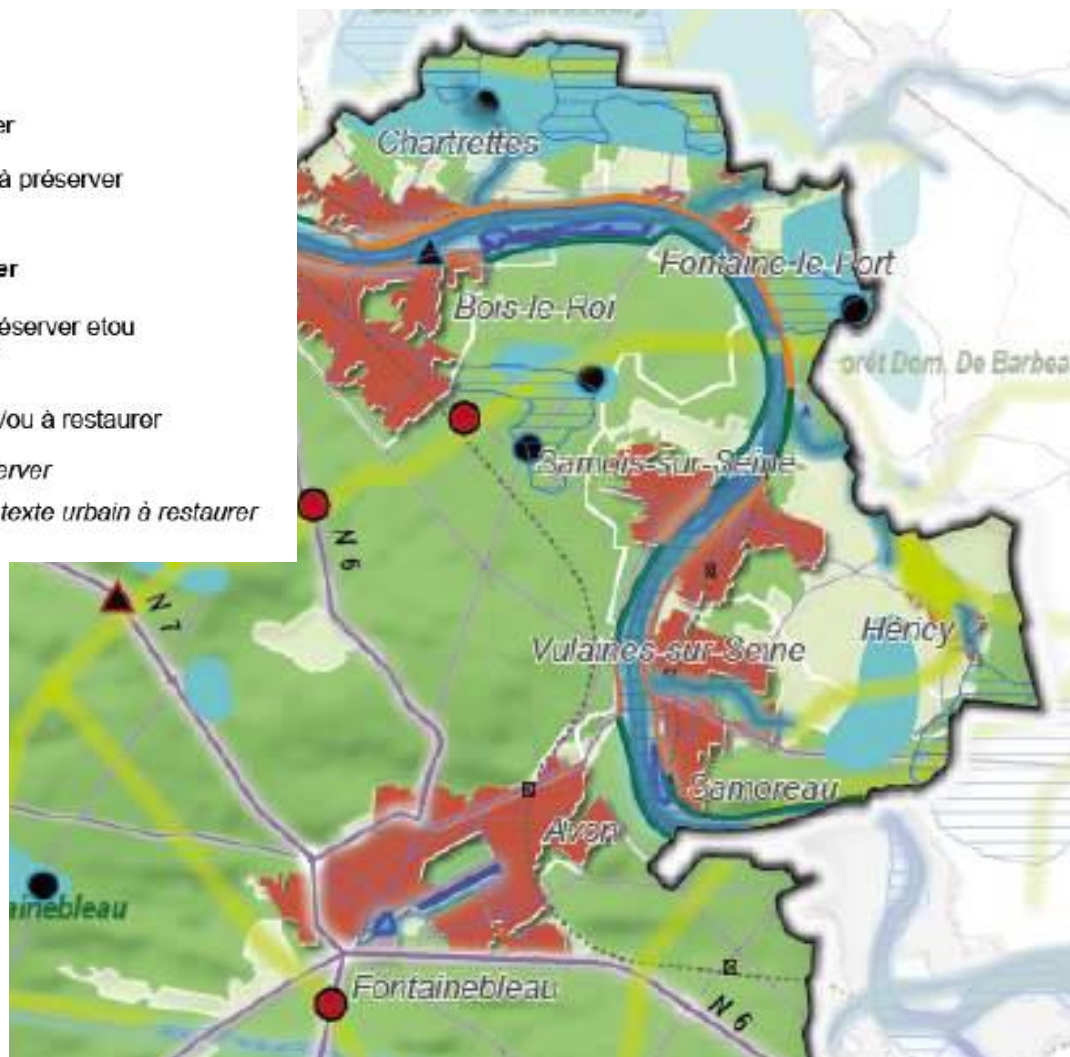 er
à préserver
er
éserver etou
/ou à restaurer
erver
texte urbain à restaurer
Chartrettes
Fontaine-le-Port
Bois-le-Roi
orêt Dom. De Barbea
Samois-sur-Seine
N 6
N 7
Héricy
Vulaines-sur-Seine
Samoreau
Avon
ainebleau
Fontainebleau
N 6